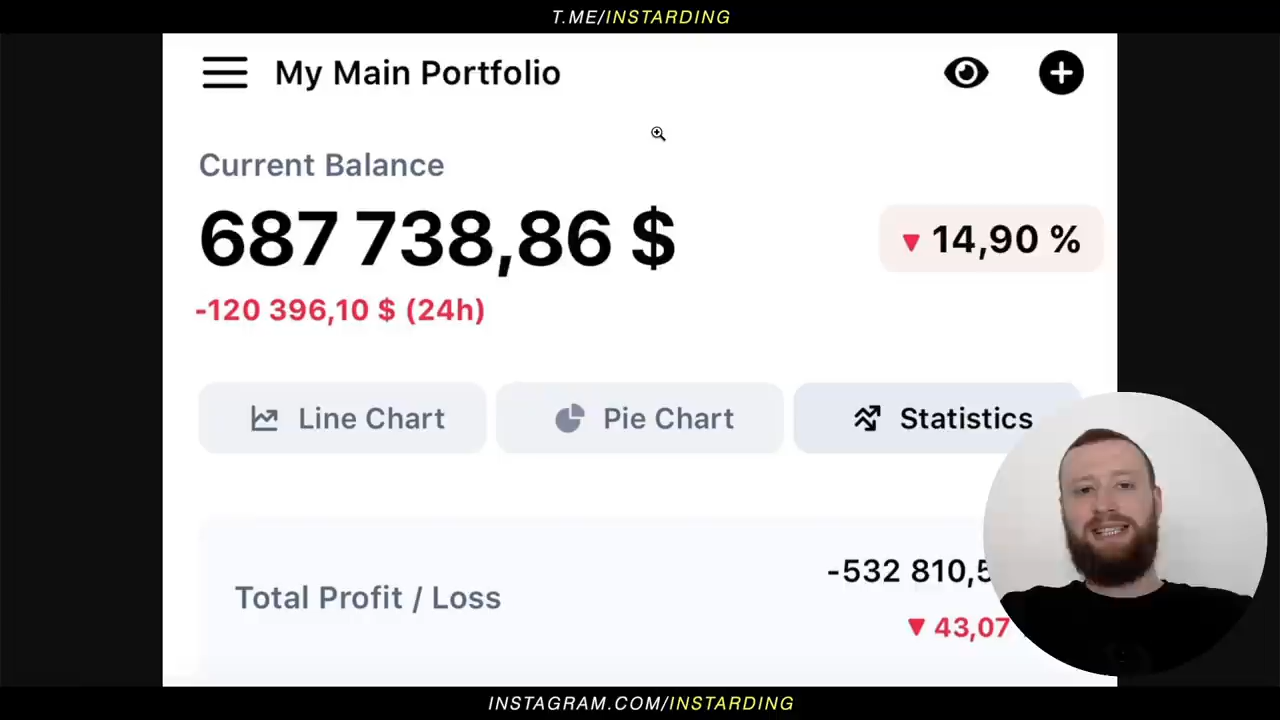 T.ME/INSTARDING
My Main Portfolio
Current Balance
687 738,86 $
14,90 %
-120 396,10 $ (24h)
Line Chart
Pie Chart
Statistics
Total Profit / Loss
-532 810,5
43,07
INSTAGRAM.COM/INSTARDING